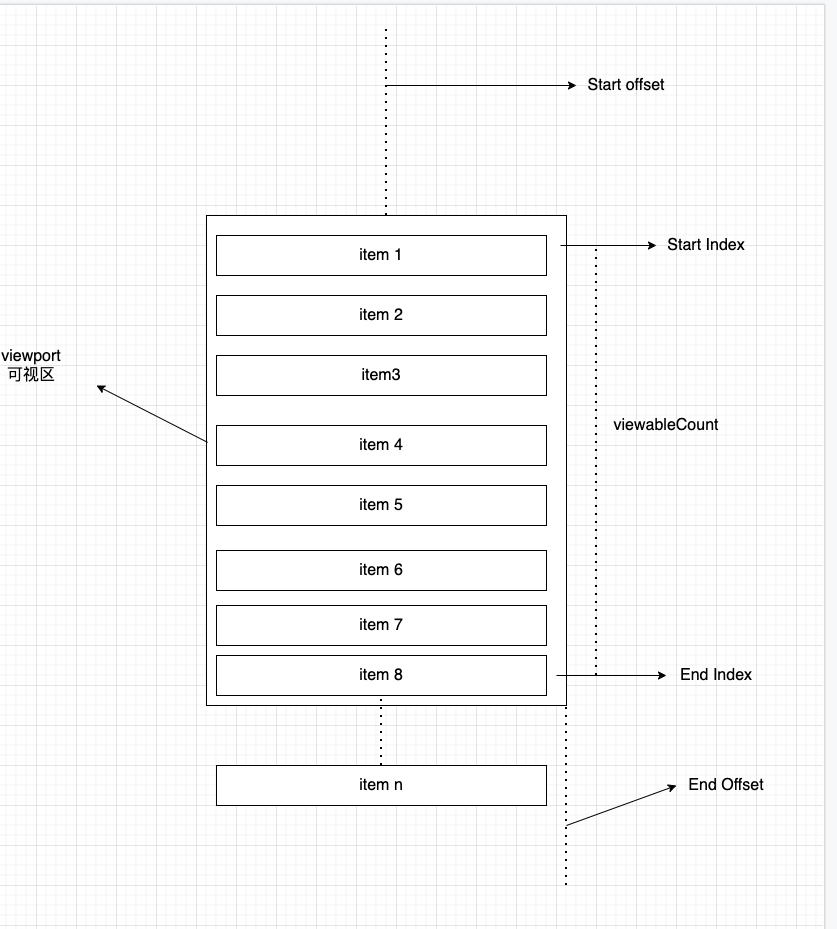 Start offset
item 1
Start Index
item 2
viewport
可视区
item3
viewableCount
item 4
item 5
item 6
item 7
item 8
End Index
item n
End Offset